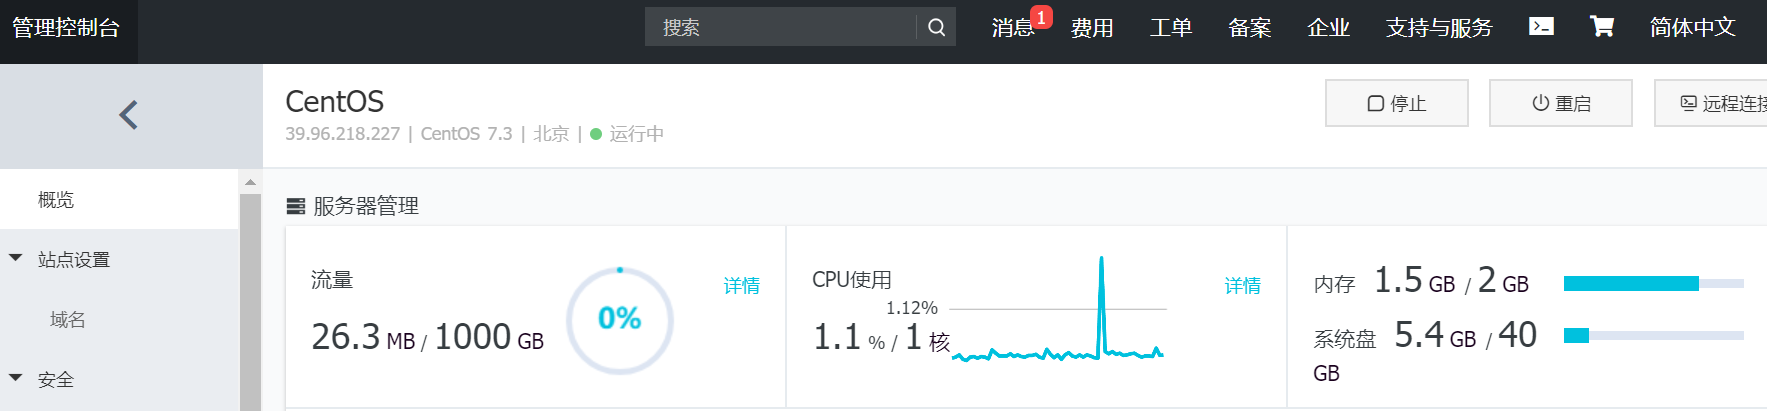 管理控制台 搜索 消息 1 费用 工单 备案 企业 支持与服务 简体中文
CentOS
39.96.218.227 | CentOS 7.3 | 北京 | 运行中
停止 重启 远程连接
概览
站点设置
域名
安全
服务器管理
流量 详情
26.3 MB / 1000 GB
0%
CPU使用 详情
1.12%
1.1 % / 1 核
内存 1.5 GB / 2 GB
系统盘 5.4 GB / 40
GB